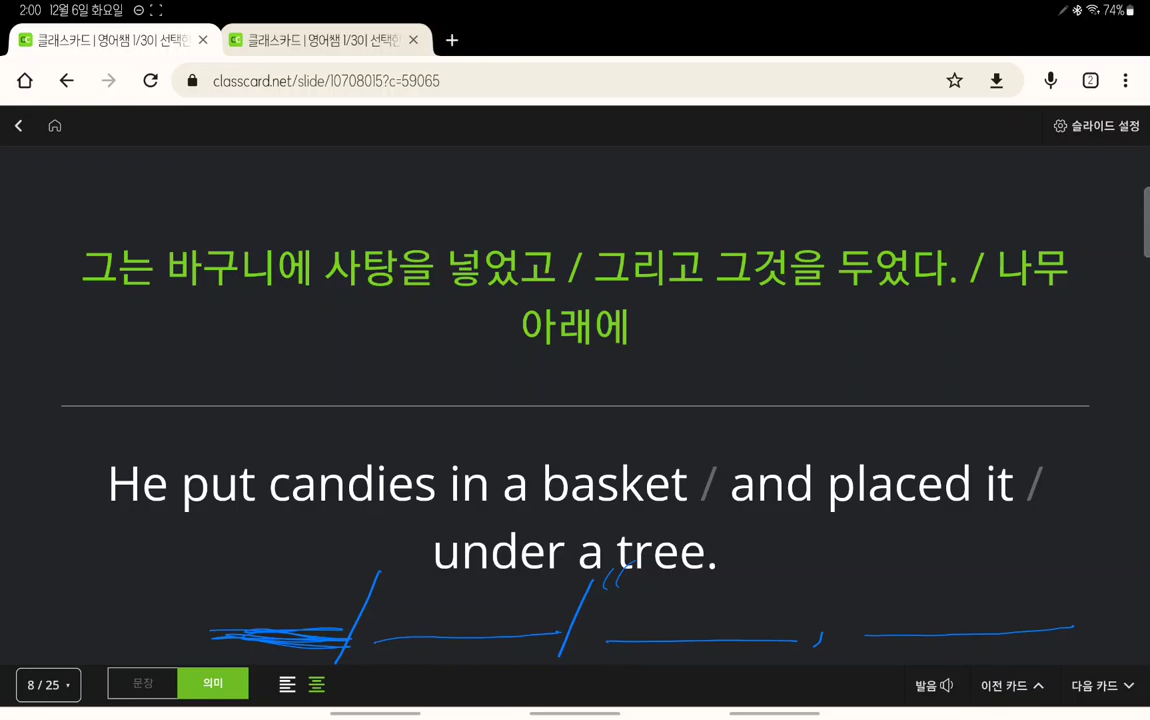 2:00 12월 6일 화요일 74%
클래스카드 | 영어쌤 1/3이 선택한 클래스카드 | 영어쌤 1/3이 선택한
classcard.net/slide/10708015?c=59065 2
슬라이드 설정
그는 바구니에 사탕을 넣었고 / 그리고 그것을 두었다. / 나무
아래에
He put candies in a basket / and placed it /
under a tree.
8 / 25 문장 의미 발음 이전 카드 다음 카드